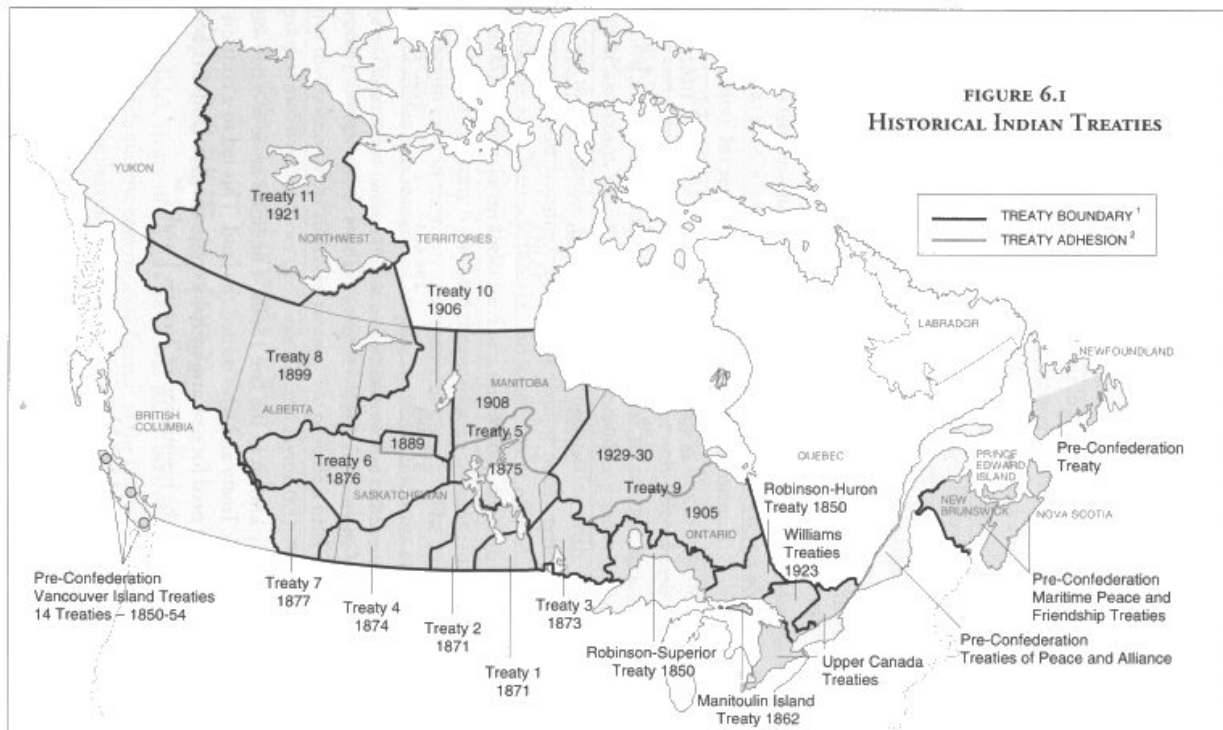 FIGURE 6.1
HISTORICAL INDIAN TREATIES
TREATY BOUNDARY 1
TREATY ADHESION 2
YUKON
Treaty 11
1921
NORTHWEST
TERRITORIES
Treaty 10
1906
Treaty 8
1899
ALBERTA
BRITISH
COLUMBIA
MANITOBA
1908
Treaty 5
1875
1889
Treaty 6
1876
SASKATCHEWAN
1929-30
Treaty 9
1905
ONTARIO
QUEBEC
LABRADOR
NEWFOUNDLAND
Pre-Confederation
Treaty
PRINCE
EDWARD
ISLAND
NEW
BRUNSWICK
NOVA SCOTIA
Robinson-Huron
Treaty 1850
Williams
Treaties
1923
Pre-Confederation
Vancouver Island Treaties
14 Treaties – 1850-54
Treaty 7
1877
Treaty 4
1874
Treaty 2
1871
Treaty 1
1871
Treaty 3
1873
Robinson-Superior
Treaty 1850
Manitoulin Island
Treaty 1862
Upper Canada
Treaties
Pre-Confederation
Maritime Peace and
Friendship Treaties
Pre-Confederation
Treaties of Peace and Alliance